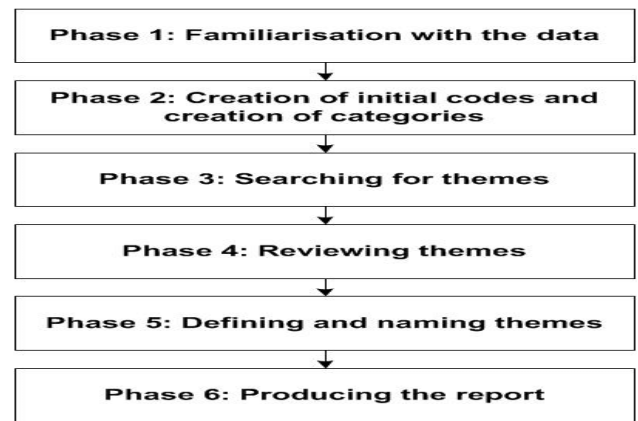 Phase 1: Familiarisation with the data
Phase 2: Creation of initial codes and
creation of categories
Phase 3: Searching for themes
Phase 4: Reviewing themes
Phase 5: Defining and naming themes
Phase 6: Producing the report